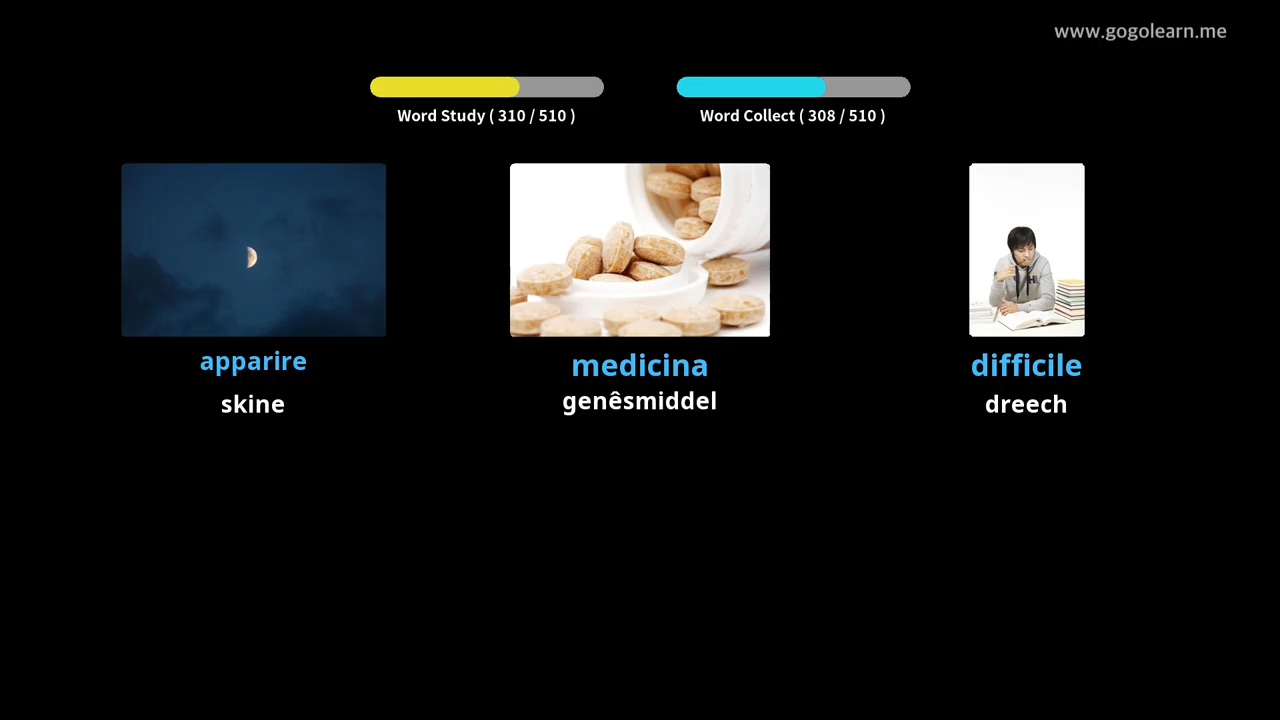 www.gogolearn.me
Word Study ( 310 / 510 )
Word Collect ( 308 / 510 )
apparire
medicina
difficile
skine
genêsmiddel
dreech